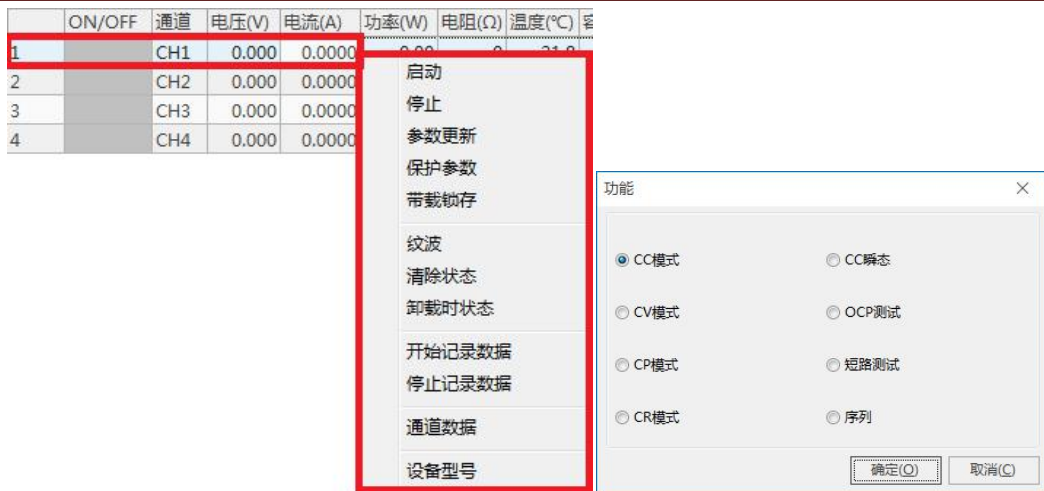 ON/OFF 通道 电压(V) 电流(A) 功率(W) 电阻(Ω) 温度(℃)
1 CH1 0.000 0.0000
2 CH2 0.000 0.0000
3 CH3 0.000 0.0000
4 CH4 0.000 0.0000
启动
停止
参数更新
保护参数
带载锁存
纹波
清除状态
卸载时状态
开始记录数据
停止记录数据
通道数据
设备型号
功能
CC模式 CC瞬态
CV模式 OCP测试
CP模式 短路测试
CR模式 序列
确定(O) 取消(C)